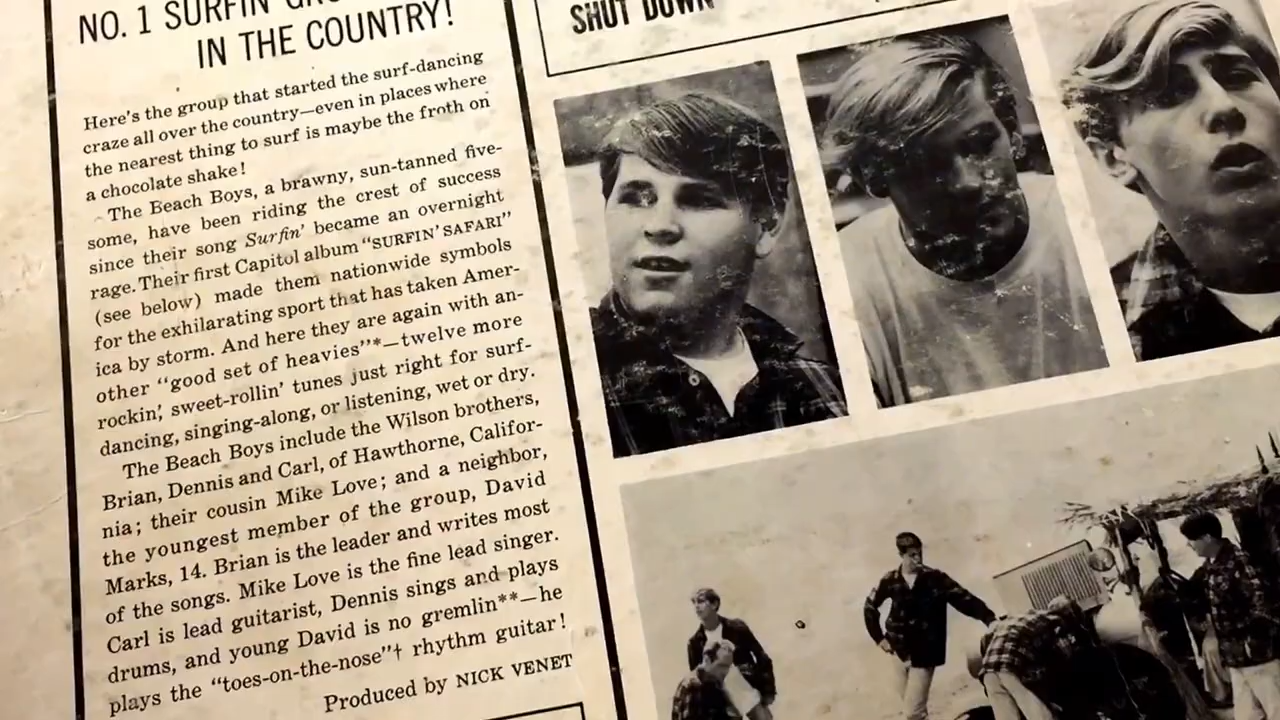 NO. 1 SURFIN'
IN THE COUNTRY!
Here's the group that started the surf-dancing
craze all over the country—even in places where
the nearest thing to surf is maybe the froth on
a chocolate shake!
The Beach Boys, a brawny, sun-tanned five-
some, have been riding the crest of success
since their song Surfin' became an overnight
rage. Their first Capitol album "SURFIN' SAFARI"
(see below) made them nationwide symbols
for the exhilarating sport that has taken Amer-
ica by storm. And here they are again with an-
other "good set of heavies"*—twelve more
rockin', sweet-rollin' tunes just right for surf-
dancing, singing-along, or listening, wet or dry.
The Beach Boys include the Wilson brothers,
Brian, Dennis and Carl, of Hawthorne, Califor-
nia; their cousin Mike Love; and a neighbor,
the youngest member of the group, David
Marks, 14. Brian is the leader and writes most
of the songs. Mike Love is the fine lead singer.
Carl is lead guitarist, Dennis sings and plays
drums, and young David is no gremlin**—he
plays the "toes-on-the-nose"† rhythm guitar!
Produced by NICK VENET
SHUT DOWN